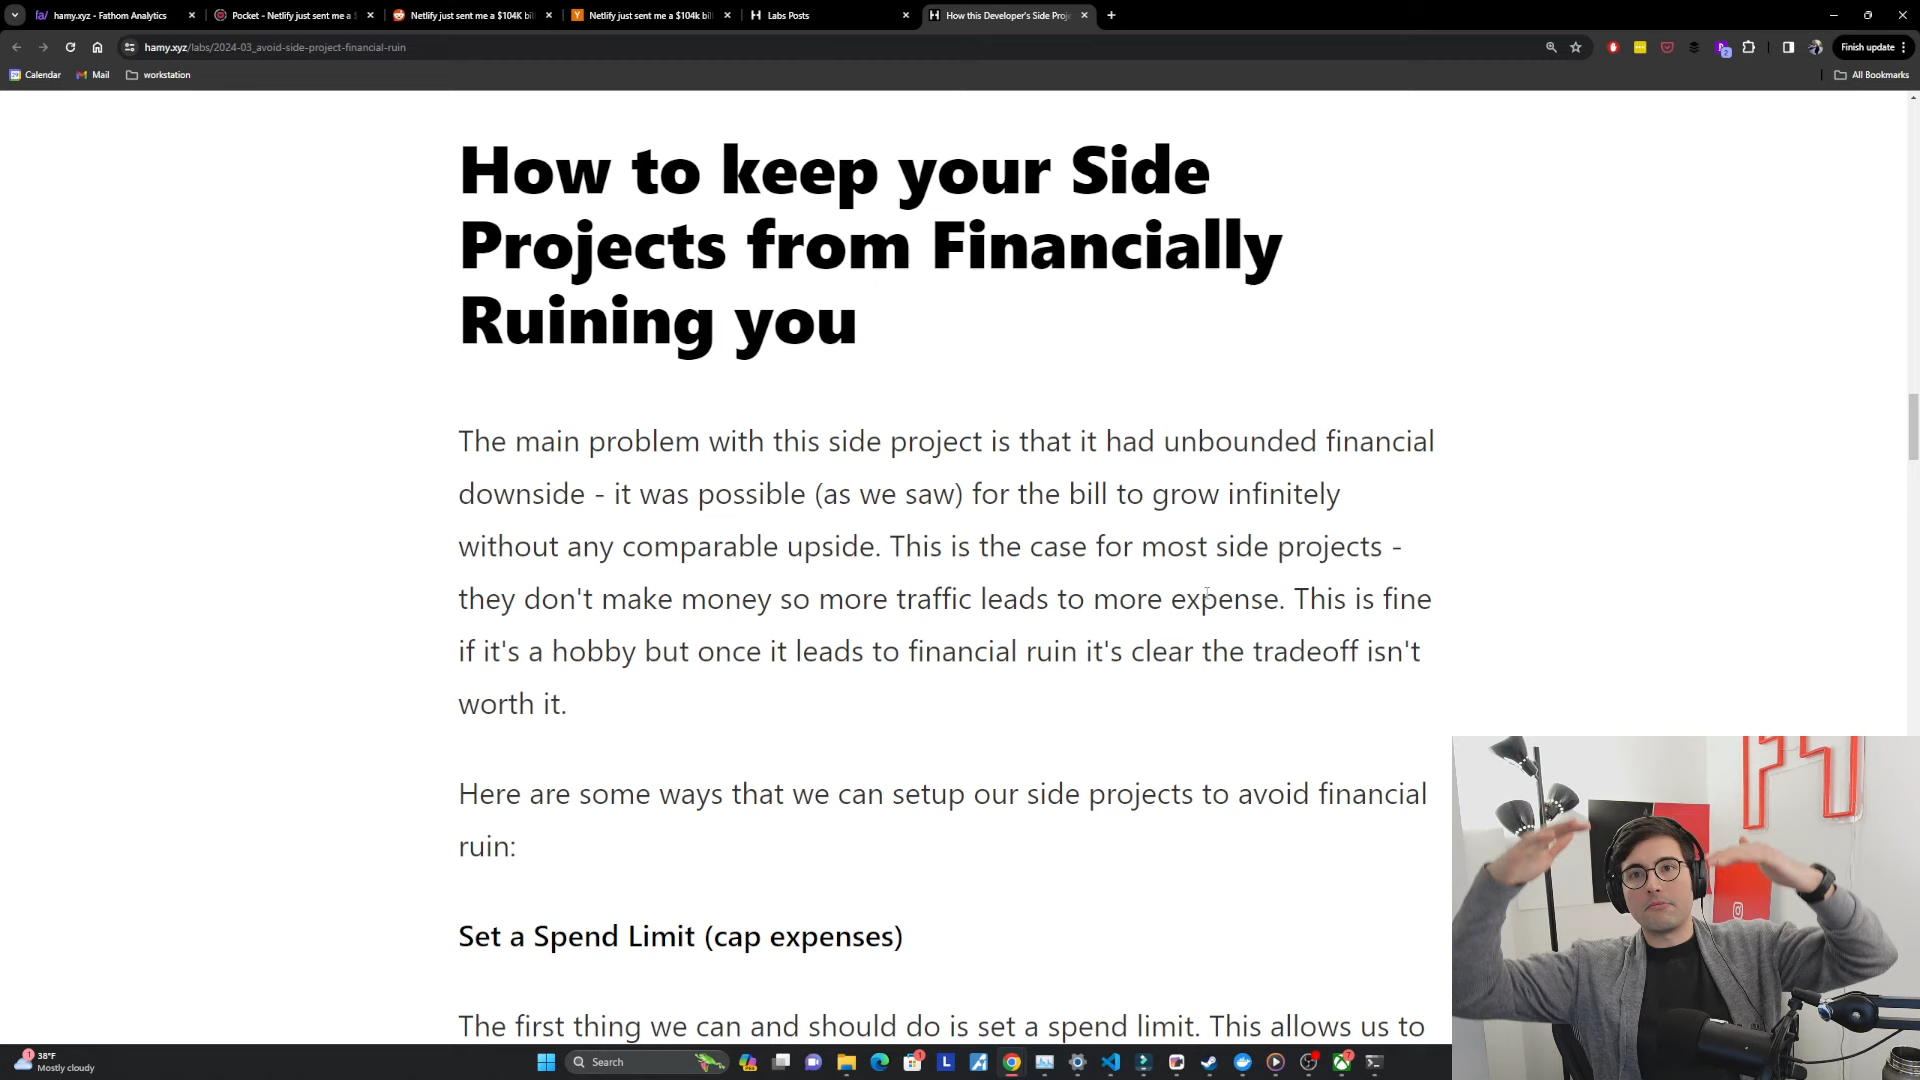 hamy.xyz - Fathom Analytics
Pocket - Netlify just sent me a $
Netlify just sent me a $104K bil
Netlify just sent me a $104k bil
Labs Posts
How this Developer's Side Proj
hamy.xyz/labs/2024-03_avoid-side-project-financial-ruin
2
Finish update
Calendar
Mail
workstation
All Bookmarks
How to keep your Side
Projects from Financially
Ruining you
The main problem with this side project is that it had unbounded financial
downside - it was possible (as we saw) for the bill to grow infinitely
without any comparable upside. This is the case for most side projects -
they don't make money so more traffic leads to more expense. This is fine
if it's a hobby but once it leads to financial ruin it's clear the tradeoff isn't
worth it.
Here are some ways that we can setup our side projects to avoid financial
ruin:
Set a Spend Limit (cap expenses)
The first thing we can and should do is set a spend limit. This allows us to
1
38°F
Mostly cloudy
Search
1
7